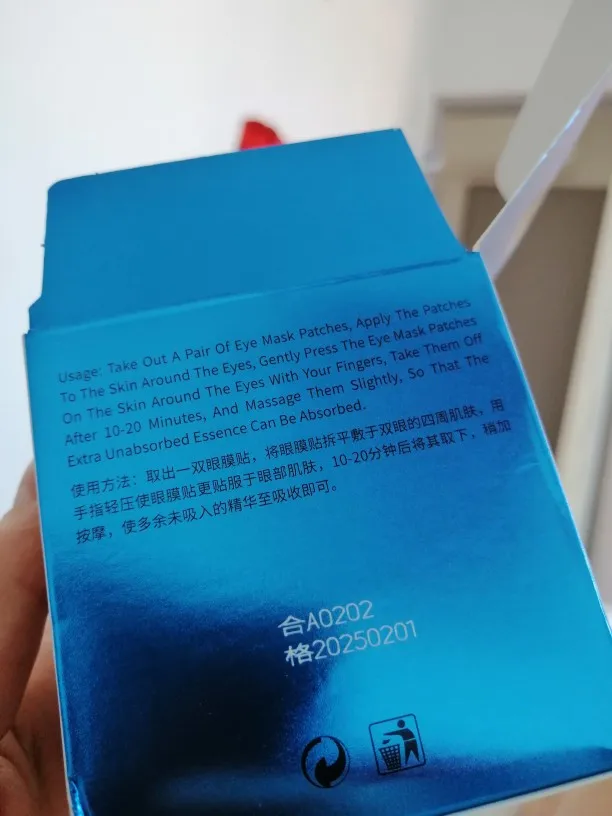 Usage: Take Out A Pair Of Eye Mask Patches, Apply The Patches
To The Skin Around The Eyes, Gently Press The Eye Mask Patches
On The Skin Around The Eyes With Your Fingers, Take Them Off
After 10-20 Minutes, And Massage Them Slightly, So That The
Extra Unabsorbed Essence Can Be Absorbed.
使用方法：取出一双眼膜贴，将眼膜贴拆平敷于双眼的四周肌肤，用
手指轻压使眼膜贴更贴服于眼部肌肤，10-20分钟后将其取下，稍加
按摩，使多余未吸入的精华至吸收即可。
合A0202
格20250201